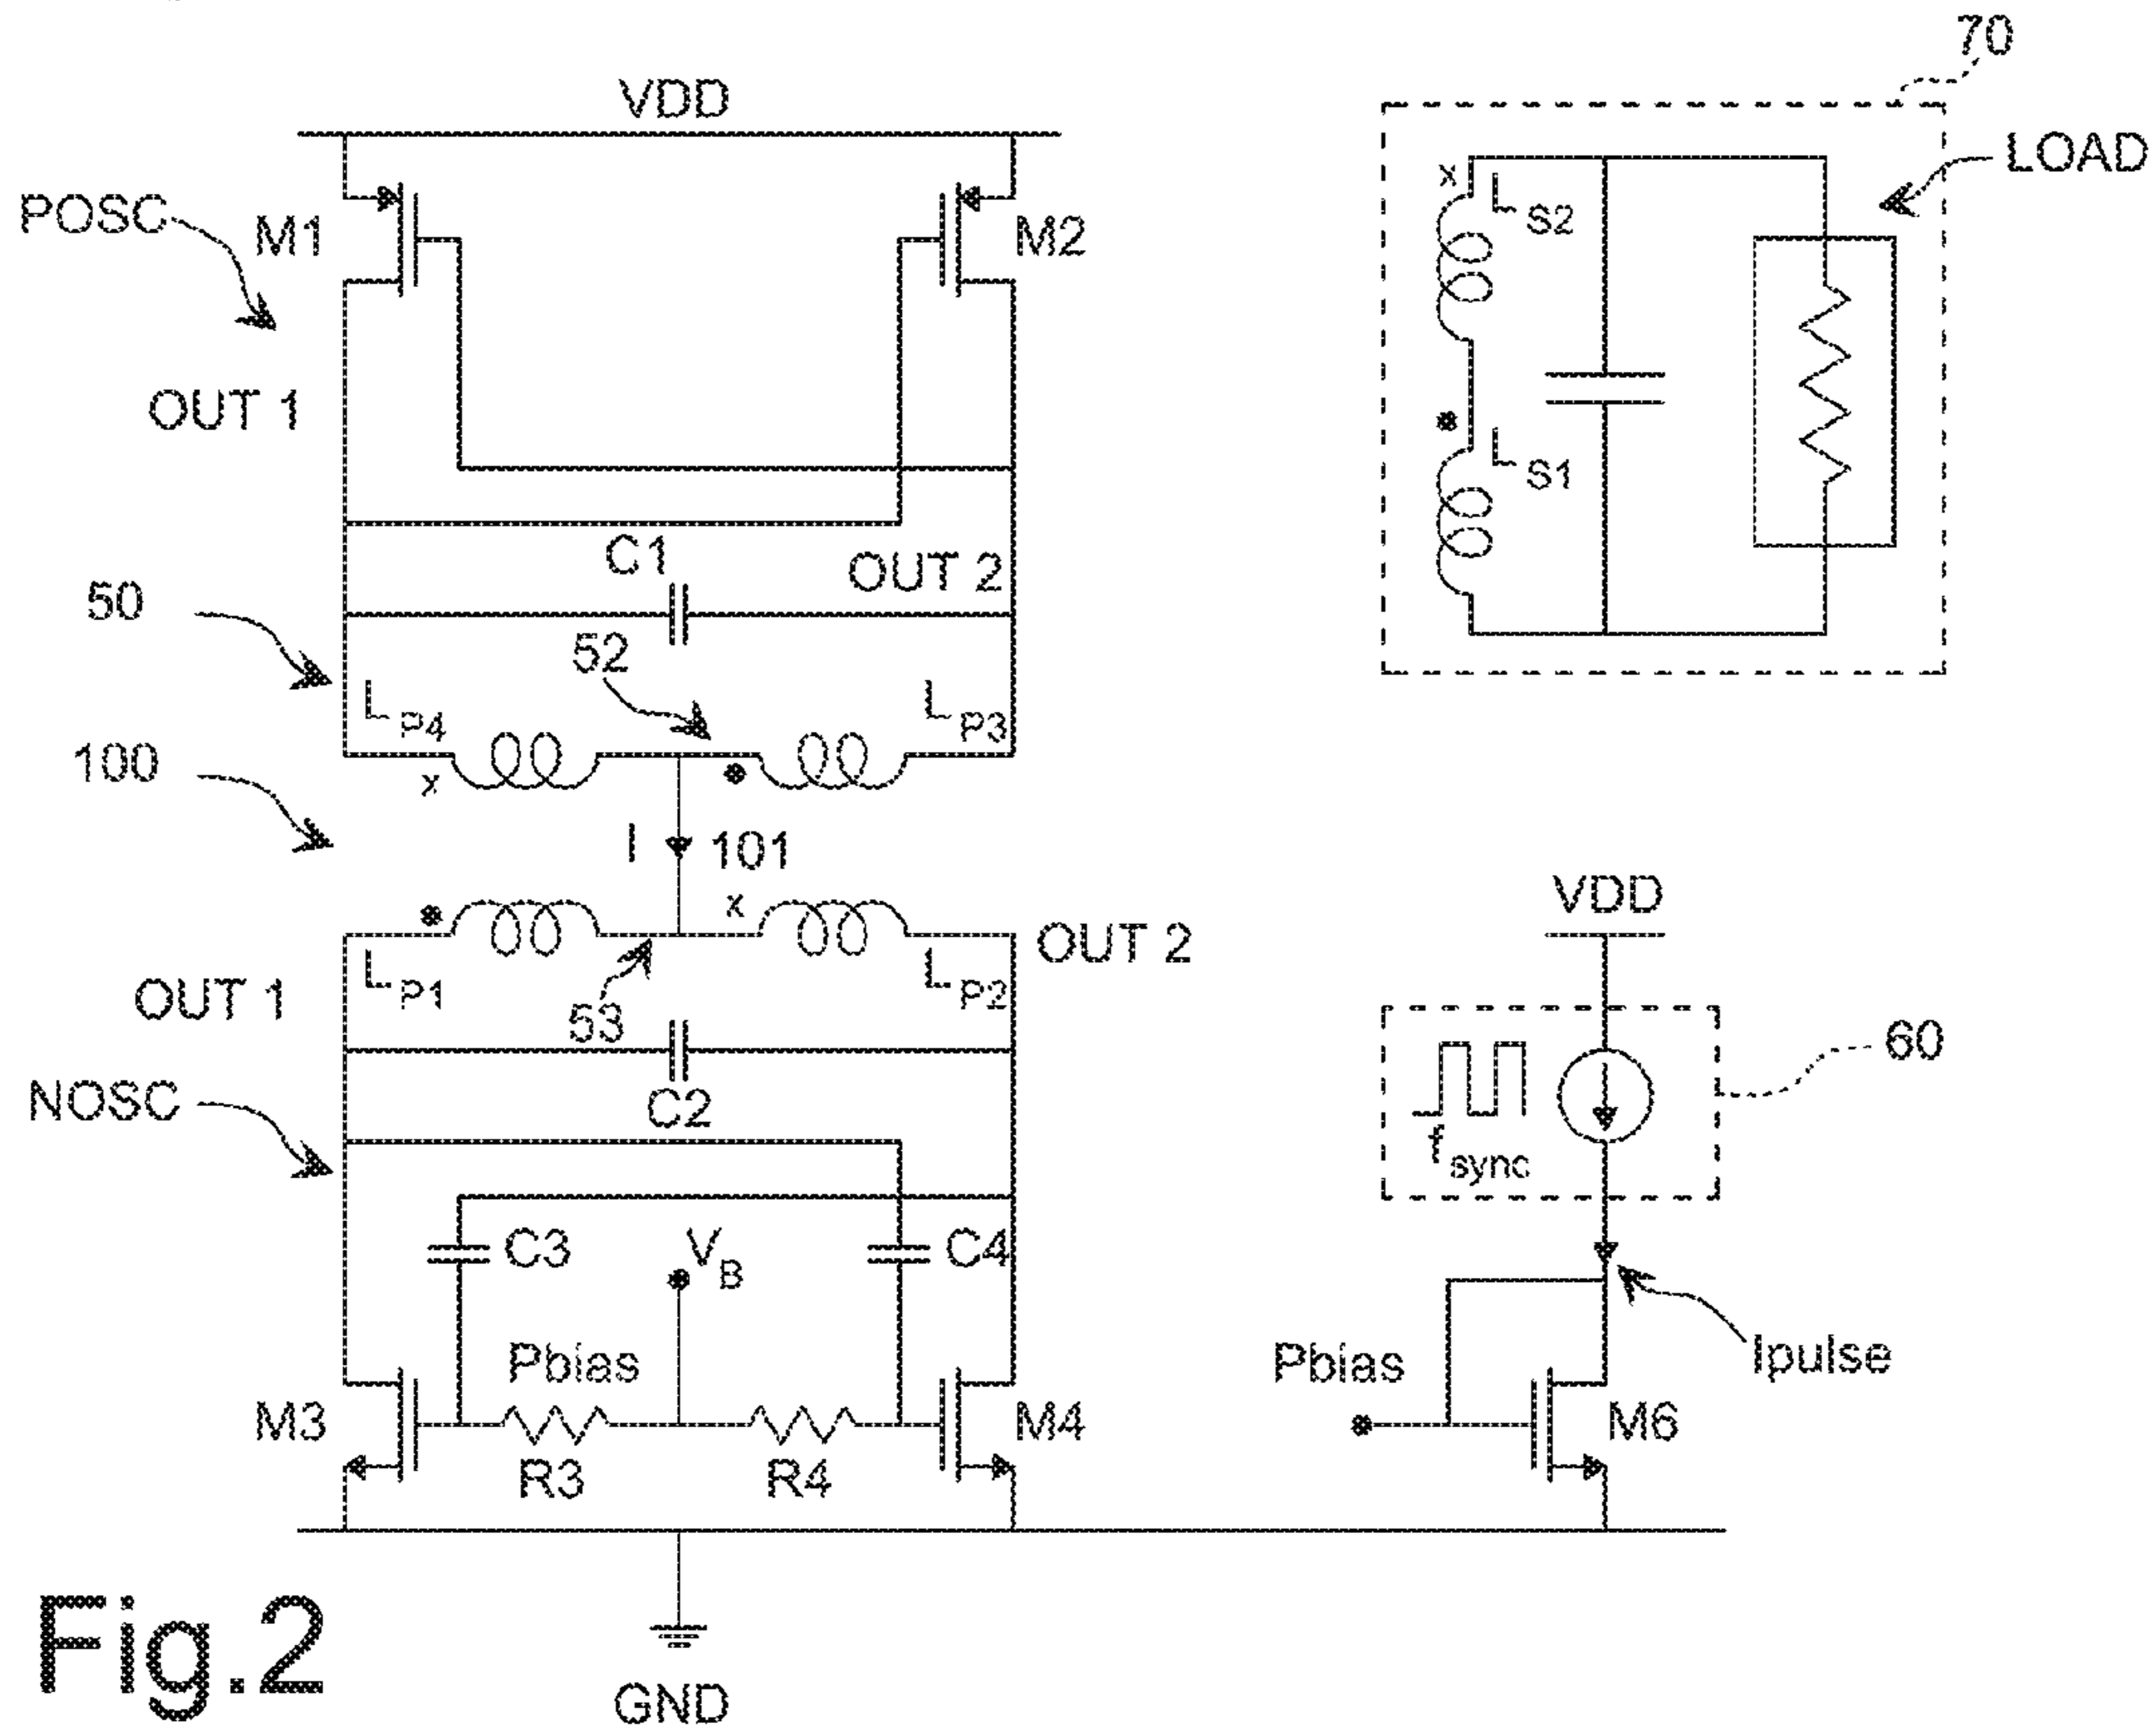 70
VDD
LOAD
POSC
M1
M2
x
LS2
OUT 1
LS1
C1
OUT 2
50
52
LP4
LP3
x
100
I
101
x
VDD
OUT 2
LP1
LP2
OUT 1
53
60
NOSC
C2
fsync
C3
VB
C4
Pbias
Pbias
Ipulse
M3
M4
M6
R3
R4
Fig.2
GND